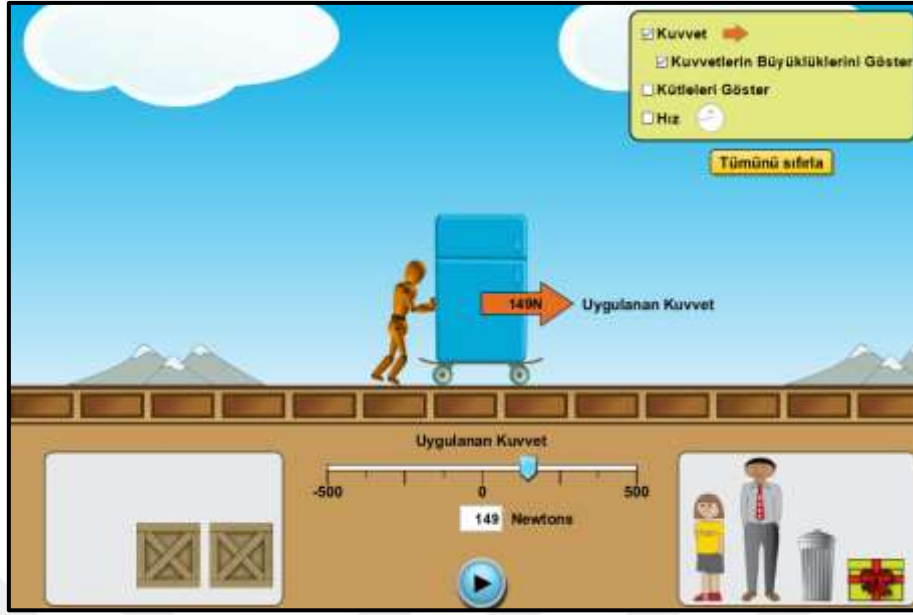 Kuvvet
Kuvvetlerin Büyüklüklerini Göster
Kütleleri Göster
Hız
Tümünü sıfırla
149N
Uygulanan Kuvvet
Uygulanan Kuvvet
-500 0 500
149 Newtons